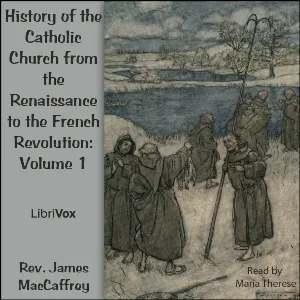 History of the
Catholic
Church from
the
Renaissance
to the French
Revolution:
Volume 1
LibriVox
Rev. James
MacCaffrey
Read by
Maria Therese